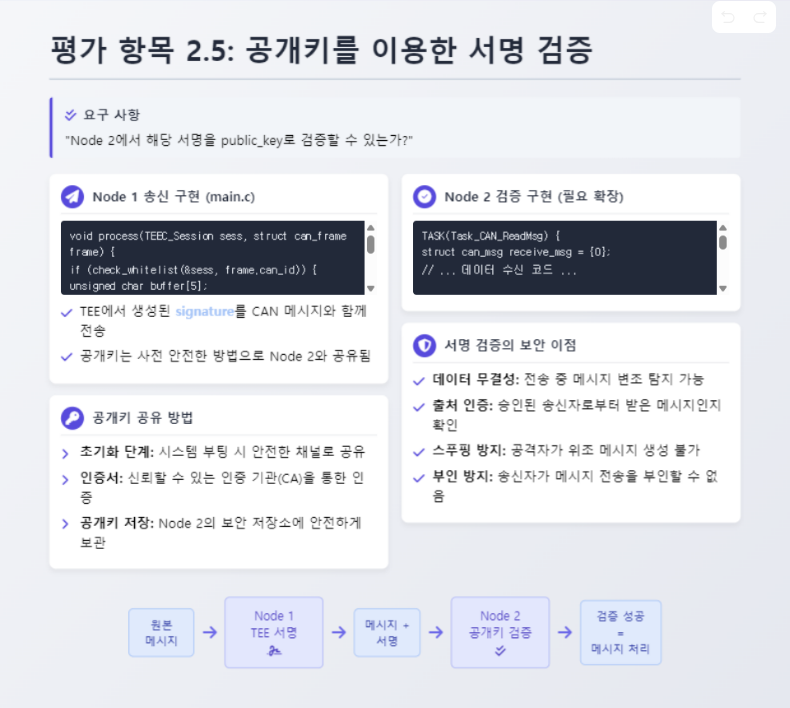 평가 항목 2.5: 공개키를 이용한 서명 검증
요구 사항
"Node 2에서 해당 서명을 public_key로 검증할 수 있는가?"
Node 1 송신 구현 (main.c)
void process(TEEC_Session sess, struct can_frame
frame) {
if (check_whitelist(&sess, frame.can_id)) {
unsigned char buffer[5];
TEE에서 생성된 signature를 CAN 메시지와 함께
전송
공개키는 사전 안전한 방법으로 Node 2와 공유됨
공개키 공유 방법
초기화 단계: 시스템 부팅 시 안전한 채널로 공유
인증서: 신뢰할 수 있는 인증 기관(CA)을 통한 인
증
공개키 저장: Node 2의 보안 저장소에 안전하게
보관
Node 2 검증 구현 (필요 확장)
TASK(Task_CAN_ReadMsg) {
struct can_msg receive_msg = {0};
// ... 데이터 수신 코드 ...
서명 검증의 보안 이점
데이터 무결성: 전송 중 메시지 변조 탐지 가능
출처 인증: 승인된 송신자로부터 받은 메시지인지
확인
스푸핑 방지: 공격자가 위조 메시지 생성 불가
부인 방지: 송신자가 메시지 전송을 부인할 수 없
음
원본
메시지
Node 1
TEE 서명
메시지 +
서명
Node 2
공개키 검증
검증 성공
=
메시지 처리